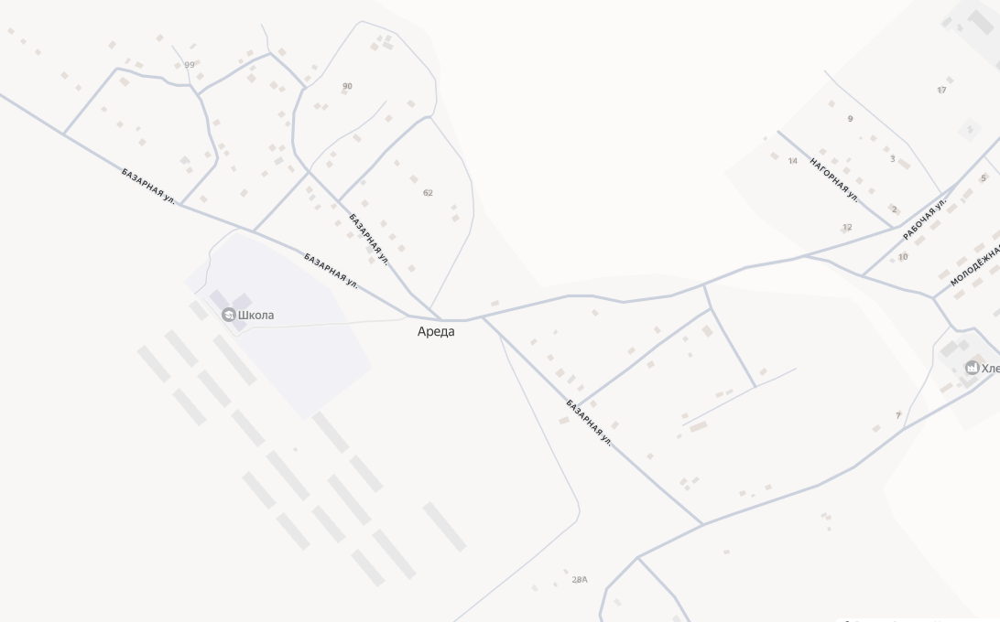 99
90
17
9
5
14
3
5
НАГОРНАЯ ул.
БАЗАРНАЯ ул.
62
2
РАБОЧАЯ ул.
12
БАЗАРНАЯ ул.
10
МОЛОДЁЖНА
БАЗАРНАЯ ул.
Школа
Ареда
Хле
БАЗАРНАЯ ул.
7
28А